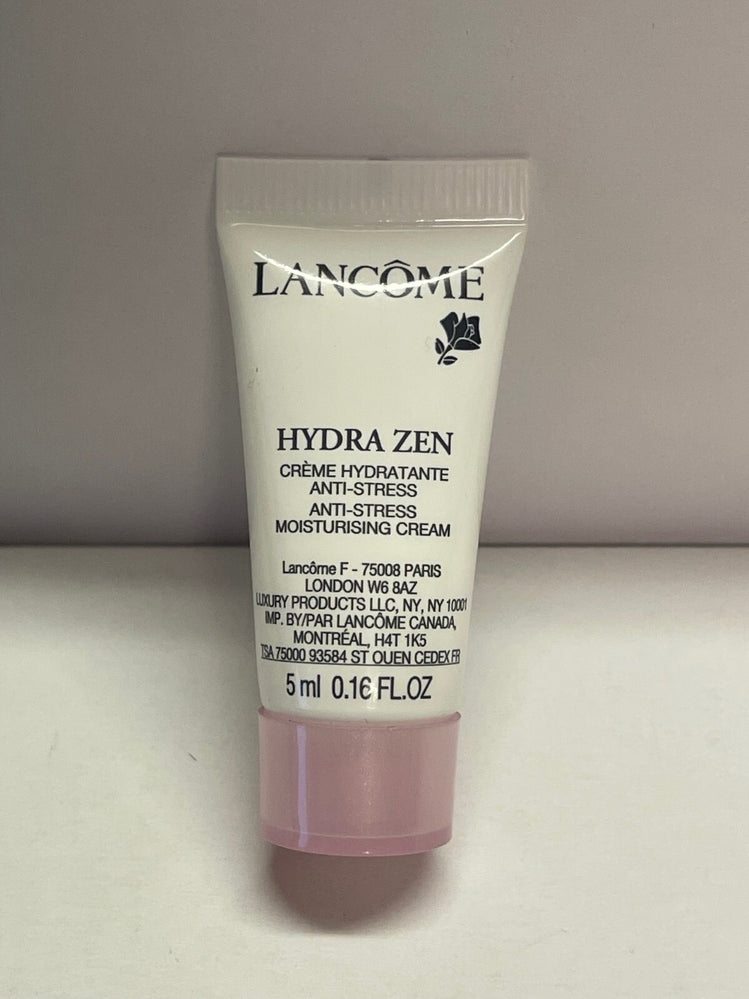 LANCÔME
HYDRA ZEN
CRÈME HYDRATANTE
ANTI-STRESS
ANTI-STRESS
MOISTURISING CREAM
Lancôme F - 75008 PARIS
LONDON W6 8AZ
LUXURY PRODUCTS LLC, NY, NY 10001
IMP. BY/PAR LANCÔME CANADA,
MONTRÉAL, H4T 1K5
TSA 75000 93584 ST OUEN CEDEX FR
5 ml 0.16 FL.OZ